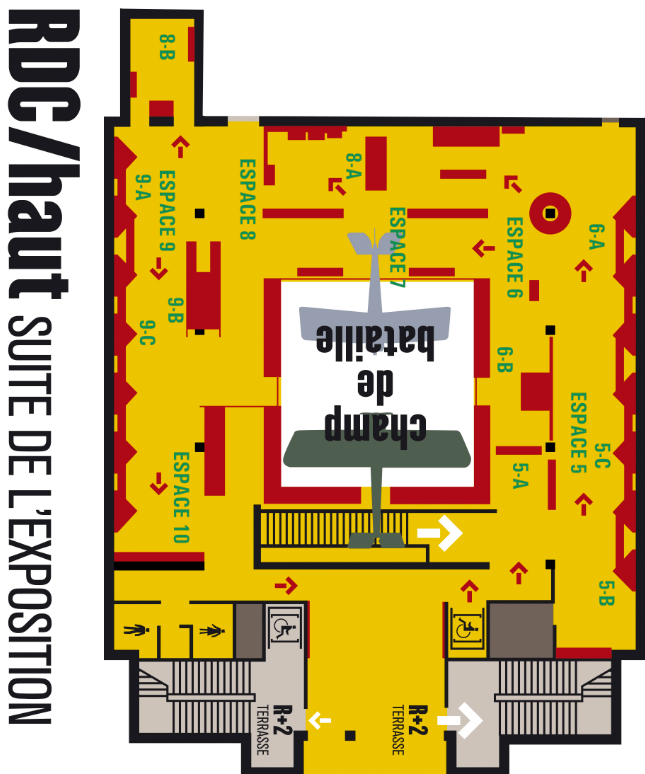 RDC/haut SUITE DE L'EXPOSITION
8-B
9-A
ESPACE 9
ESPACE 8
8-A
ESPACE 7
ESPACE 6
6-A
9-B
9-C
6-B
champ
de
bataille
ESPACE 5
5-C
5-A
5-B
ESPACE 10
R+2
TERRASSE
R+2
TERRASSE